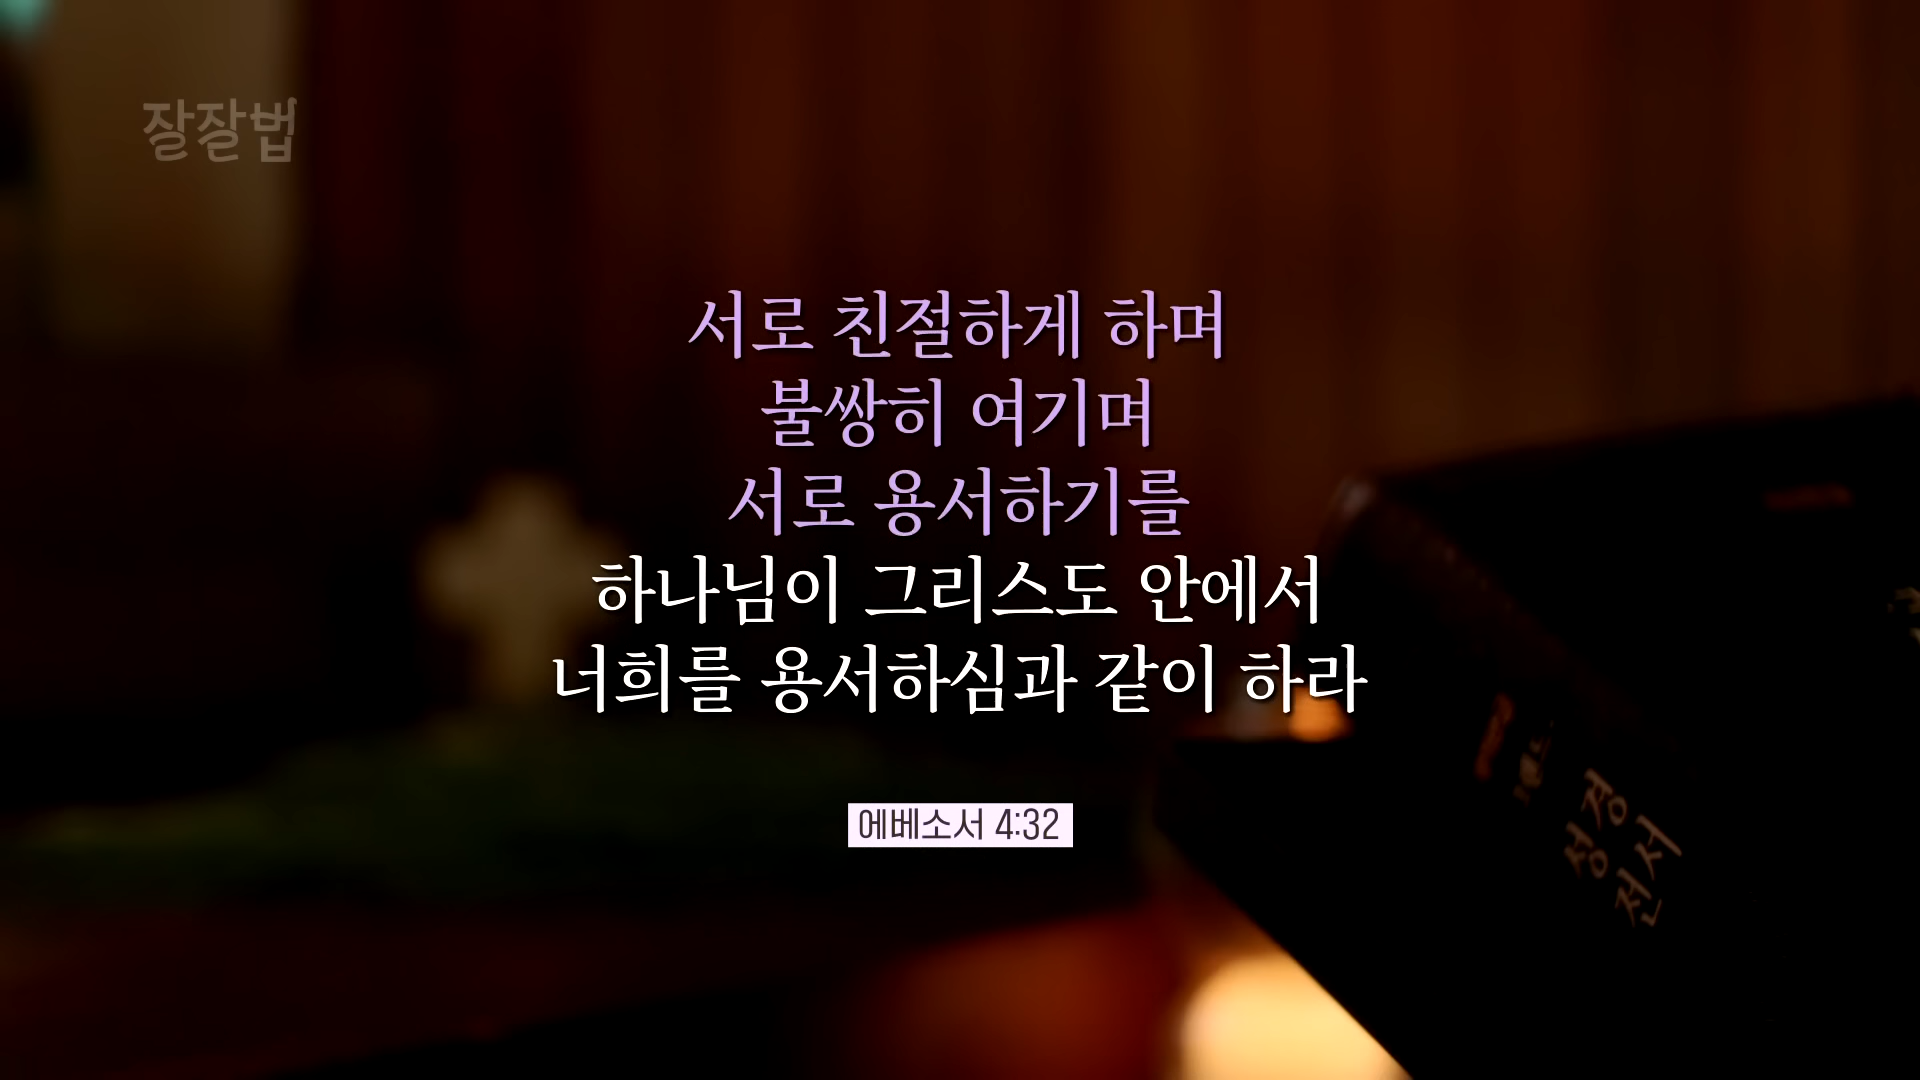 잘잘법
서로 친절하게 하며
불쌍히 여기며
서로 용서하기를
하나님이 그리스도 안에서
너희를 용서하심과 같이 하라
에베소서 4:32
성경
전서